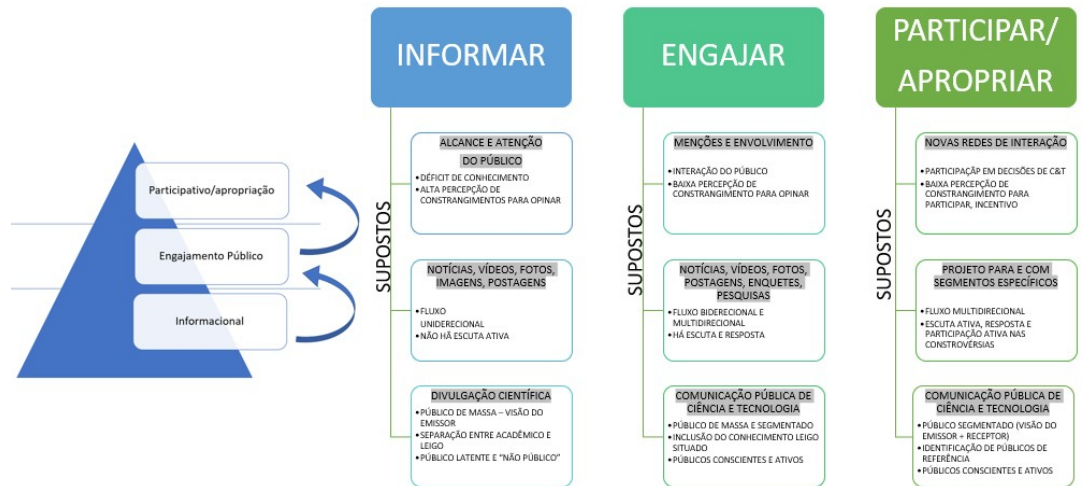 Participativo/apropriação
Engajamento Público
Informacional
INFORMAR
SUPOSTOS
ALCANCE E ATENÇÃO
DO PÚBLICO
•DÉFICIT DE CONHECIMENTO
•ALTA PERCEPÇÃO DE
CONSTRANGIMENTOS PARA OPINAR
NOTÍCIAS, VÍDEOS, FOTOS,
IMAGENS, POSTAGENS
•FLUXO
UNIDERECIONAL
•NÃO HÃ ESCUTA ATIVA
DIVULGAÇÃO CIENTÍFICA
•PÚBLICO DE MASSA – VISÃO DO
EMISSOR
•SEPARAÇÃO ENTRE ACADÊMICO E
LEIGO
•PÚBLICO LATENTE E "NÃO PÚBLICO"
ENGAJAR
SUPOSTOS
MENÇÕES E ENVOLVIMENTO
•INTERAÇÃO DO PÚBLICO
•BAIXA PERCEPÇÃO DE
CONSTRANGIMENTO PARA OPINAR
NOTÍCIAS, VÍDEOS, FOTOS,
POSTAGENS, ENQUETES,
PESQUISAS
•FLUXO BIDERECIONAL E
MULTIDIRECIONAL
•HÁ ESCUTA E RESPOSTA
COMUNICAÇÃO PÚBLICA DE
CIÊNCIA E TECNOLOGIA
•PÚBLICO DE MASSA E SEGMENTADO
•INCLUSÃO DO CONHECIMENTO LEIGO
SITUADO
•PÚBLICOS CONSCIENTES E ATIVOS
PARTICIPAR/
APROPRIAR
SUPOSTOS
NOVAS REDES DE INTERAÇÃO
•PARTICIPAÇÃP EM DECISÕES DE C&T
•BAIXA PERCEPÇÃO DE
CONSTRANGIMENTO PARA
PARTICIPAR, INCENTIVO
PROJETO PARA E COM
SEGMENTOS ESPECÍFICOS
•FLUXO MULTIDIRECIONAL
•ESCUTA ATIVA, RESPOSTA E
PARTICIPAÇÃO ATIVA NAS
CONSTROVÉRSIAS
COMUNICAÇÃO PÚBLICA DE
CIÊNCIA E TECNOLOGIA
•PÚBLICO SEGMENTADO (VISÃO DO
EMISSOR + RECEPTOR)
•IDENTIFICAÇÃO DE PÚBLICOS DE
REFERÊNCIA
•PÚBLICOS CONSCIENTES E ATIVOS